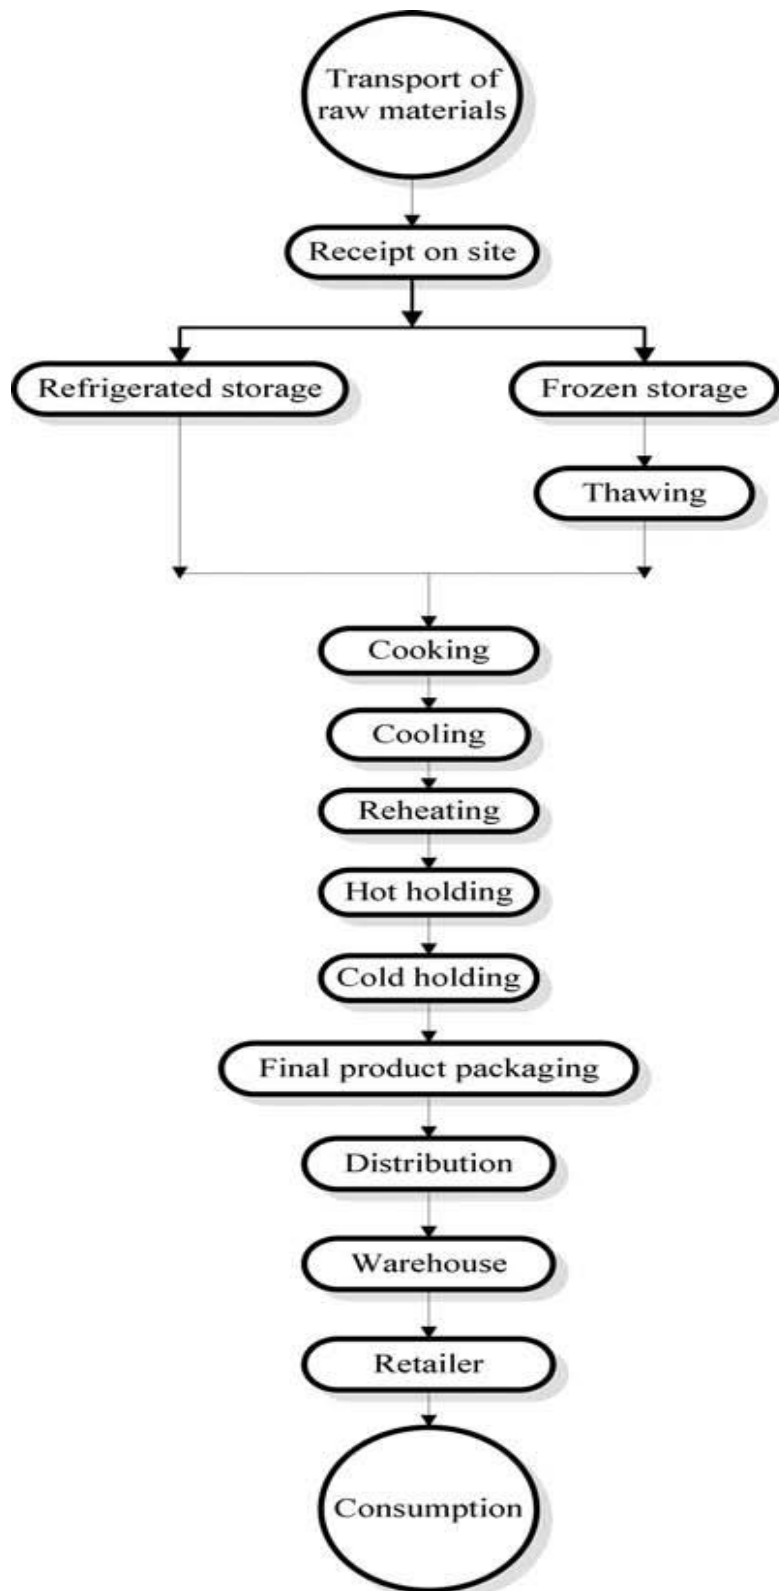 Transport of
raw materials
Receipt on site
Refrigerated storage
Frozen storage
Thawing
Cooking
Cooling
Reheating
Hot holding
Cold holding
Final product packaging
Distribution
Warehouse
Retailer
Consumption